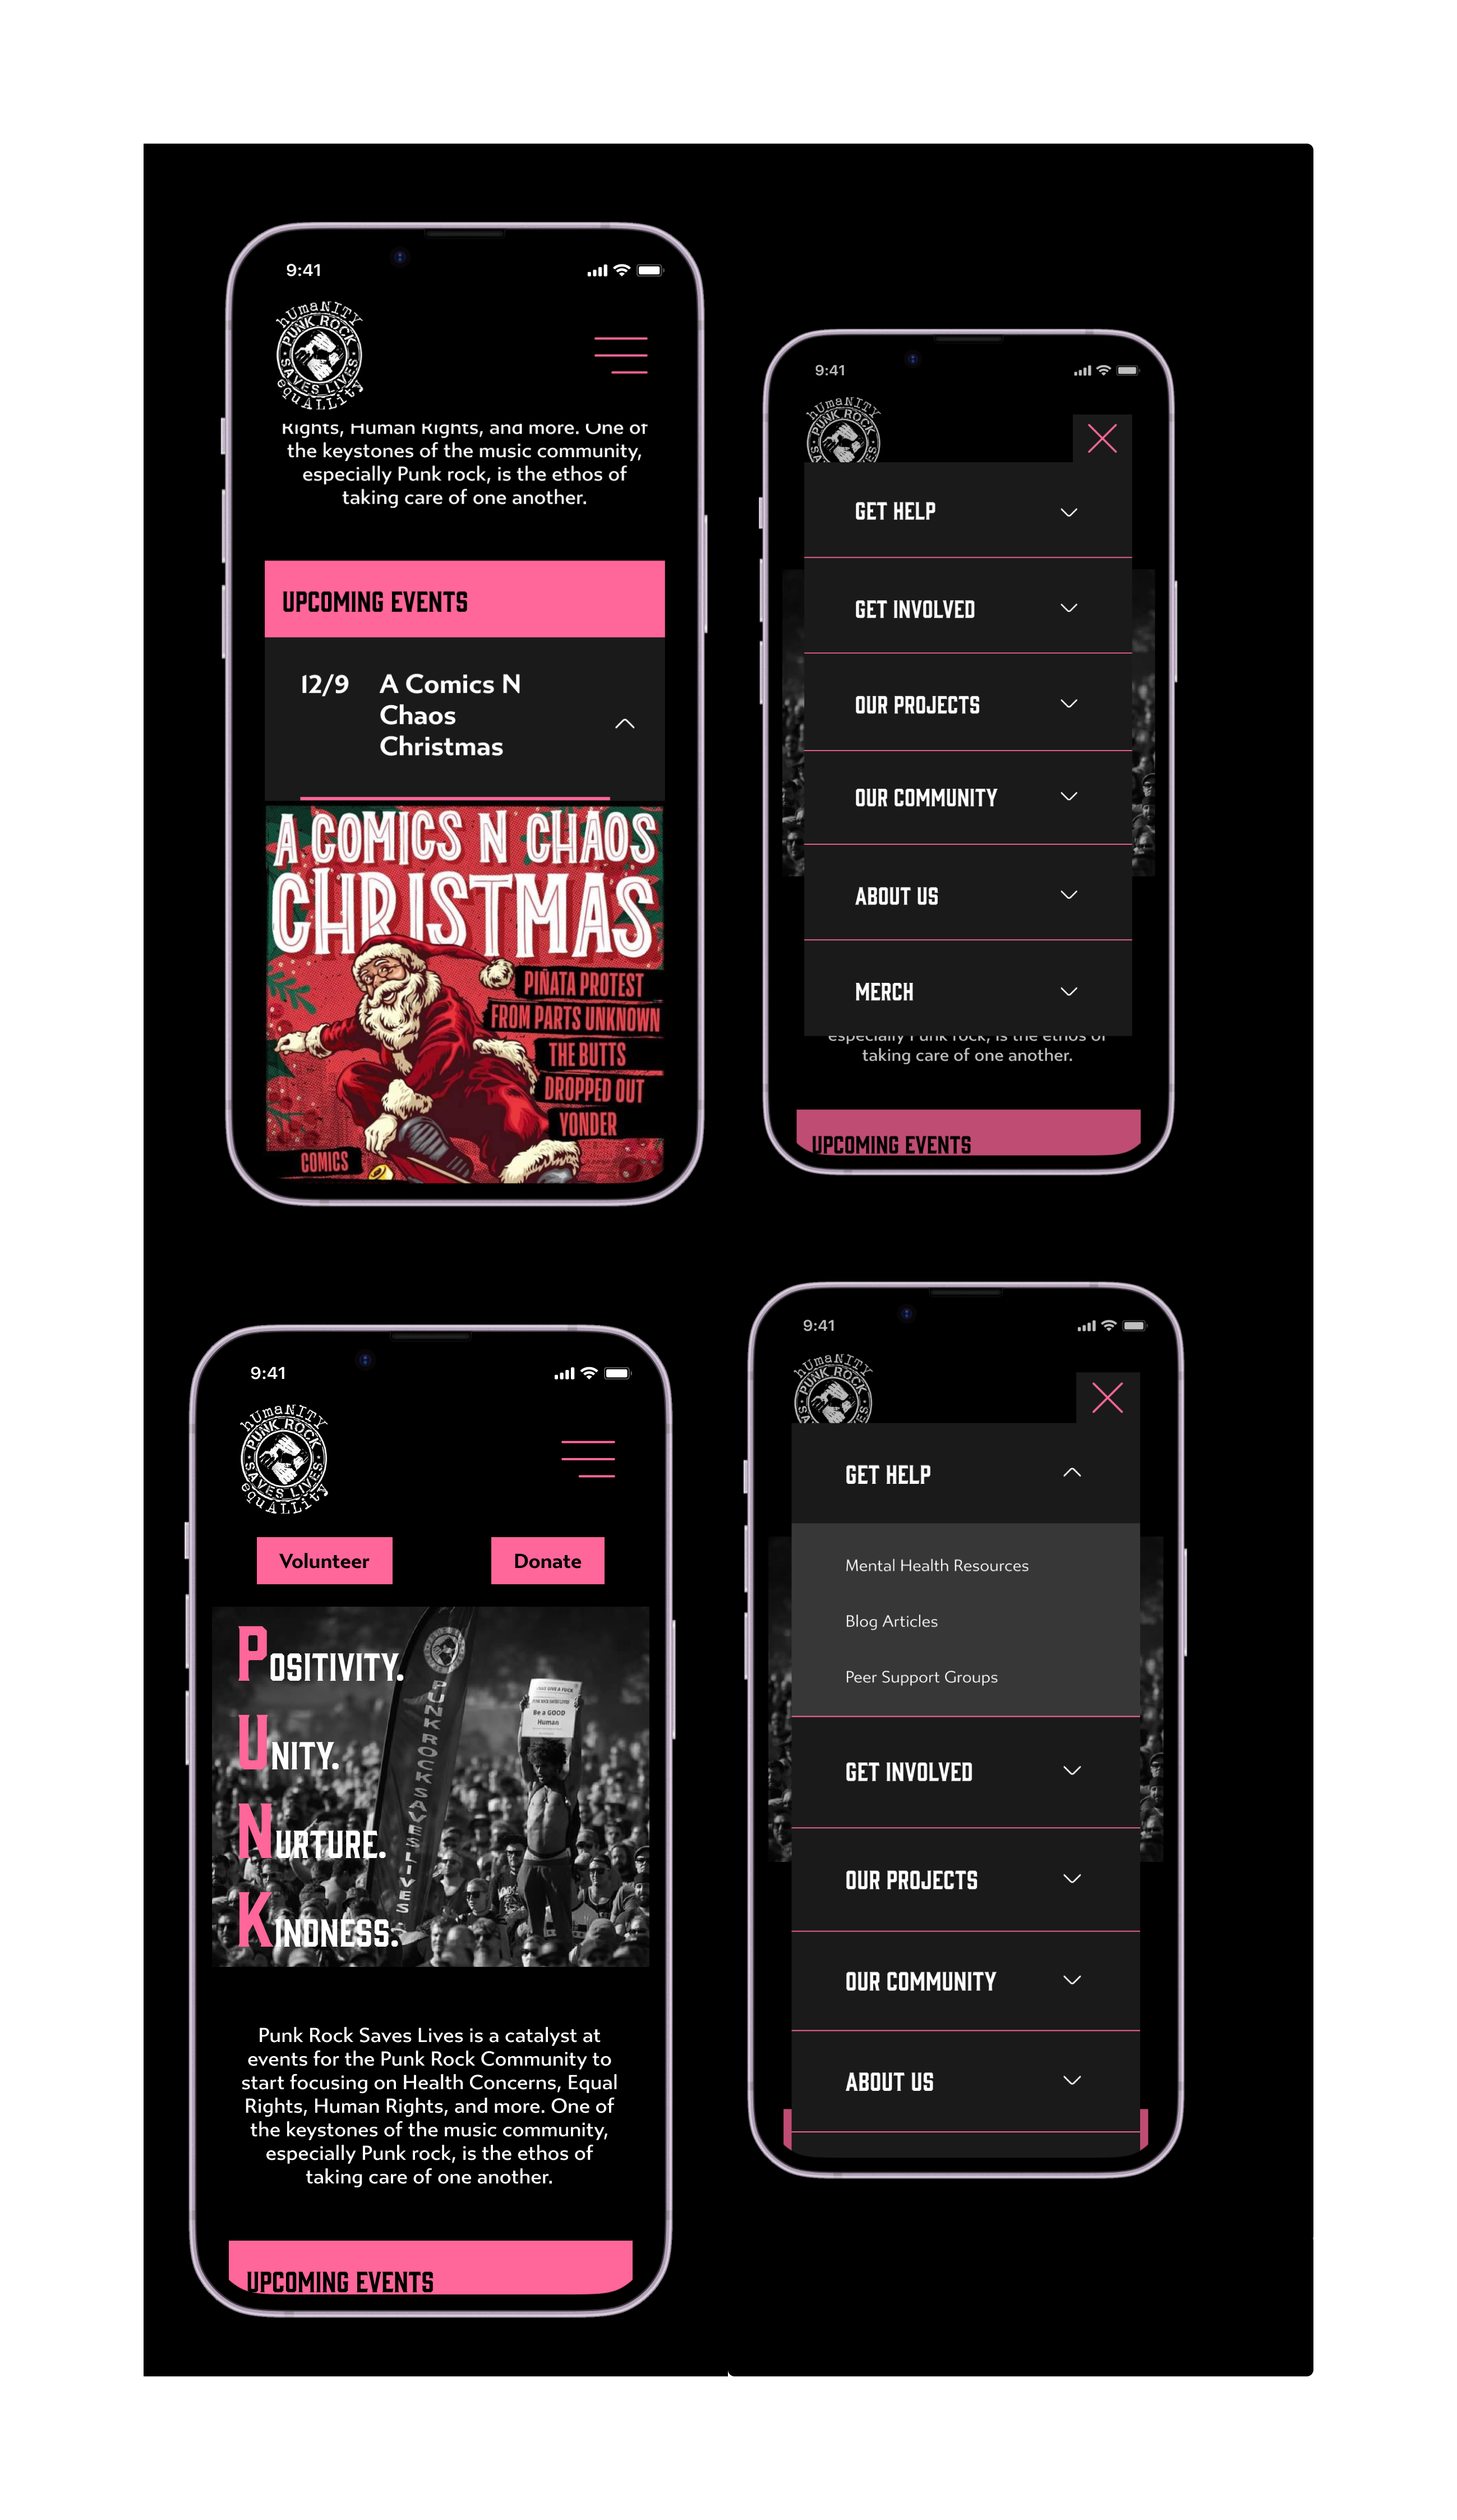 9:41
hUmaNITY
PUNK ROCK
SAVES LIVES
equALLity
Rights, Human Rights, and more. One of
the keystones of the music community,
especially Punk rock, is the ethos of
taking care of one another.
UPCOMING EVENTS
12/9
A Comics N
Chaos
Christmas
A COMICS N CHAOS
CHRISTMAS
PIÑATA PROTEST
FROM PARTS UNKNOWN
THE BUTTS
DROPPED OUT
YONDER
COMICS
9:41
hUmaNITY
PUNK ROCK
GET HELP
GET INVOLVED
OUR PROJECTS
OUR COMMUNITY
ABOUT US
MERCH
especially Punk rock, is the ethos of
taking care of one another.
UPCOMING EVENTS
9:41
hUmaNITY
PUNK ROCK
SAVES LIVES
equALLity
Volunteer
Donate
POSITIVITY.
UNITY.
NURTURE.
KINDNESS.
PUNK ROCK SAVES LIVES
Be a GOOD
Human
Punk Rock Saves Lives is a catalyst at
events for the Punk Rock Community to
start focusing on Health Concerns, Equal
Rights, Human Rights, and more. One of
the keystones of the music community,
especially Punk rock, is the ethos of
taking care of one another.
UPCOMING EVENTS
9:41
hUmaNITY
PUNK ROCK
GET HELP
Mental Health Resources
Blog Articles
Peer Support Groups
GET INVOLVED
OUR PROJECTS
OUR COMMUNITY
ABOUT US